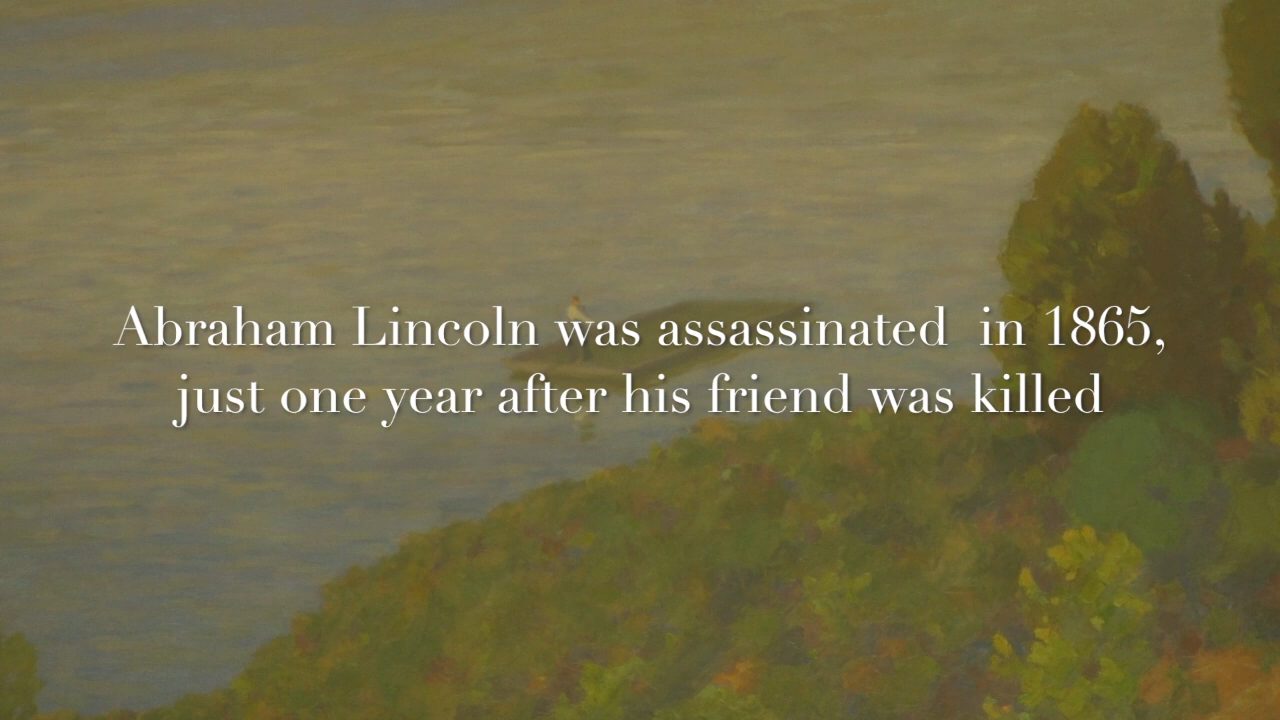 Abraham Lincoln was assassinated  in 1865,
just one year after his friend was killed